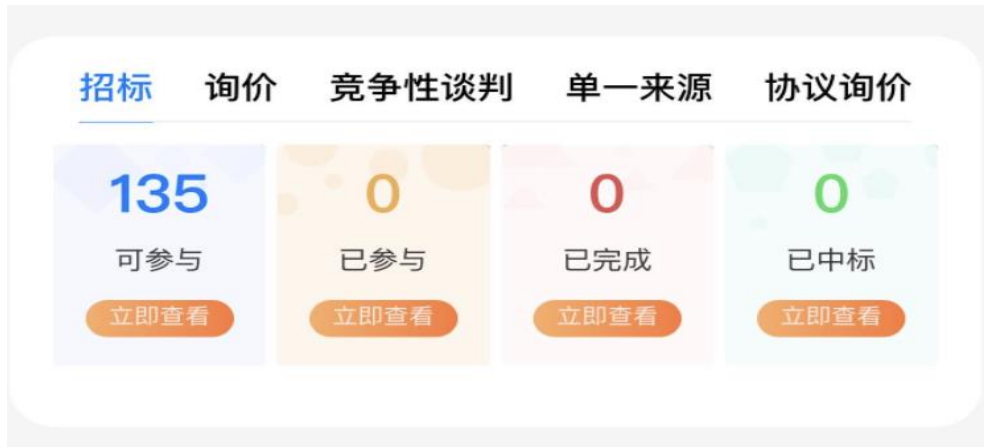 招标 询价 竞争性谈判 单一来源 协议询价
135 0 0 0
可参与 已参与 已完成 已中标
立即查看 立即查看 立即查看 立即查看